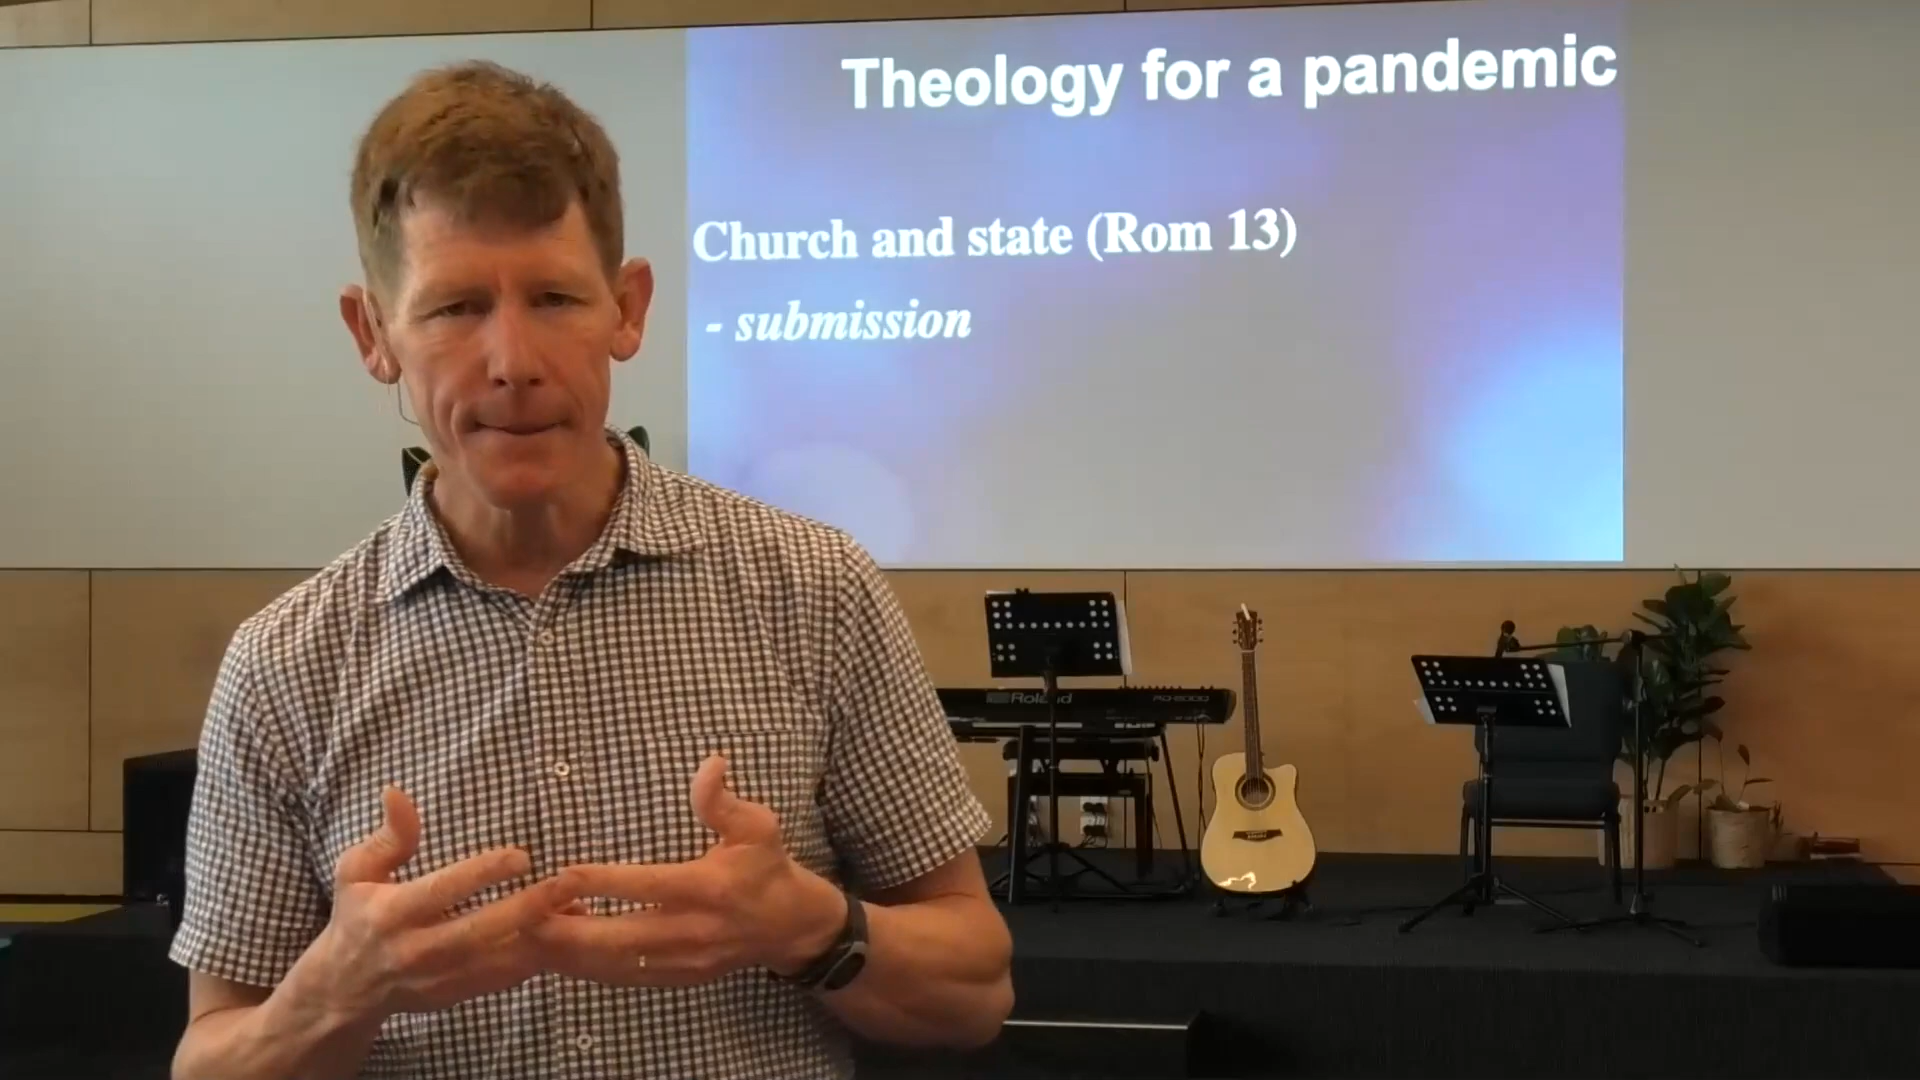 Theology for a pandemic
Church and state (Rom 13)
- submission
Roland